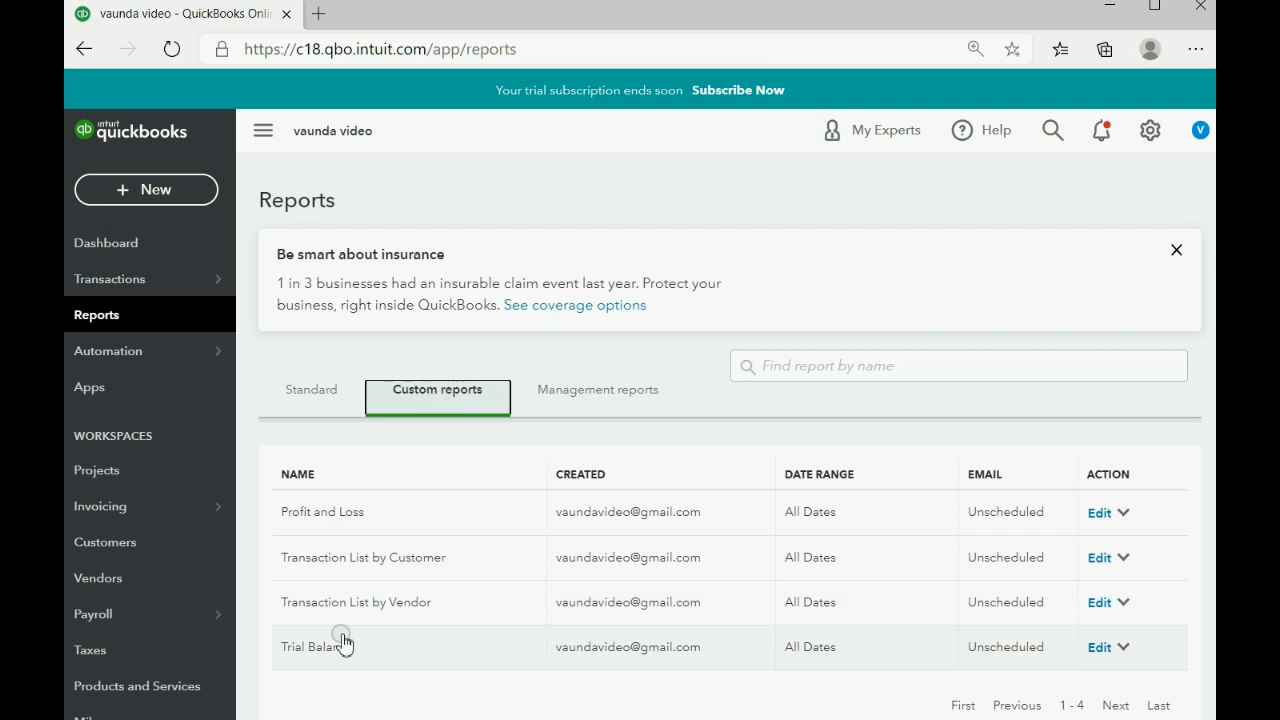 vaunda video - QuickBooks Onli
https://c18.qbo.intuit.com/app/reports
Your trial subscription ends soon Subscribe Now
qb intuit quickbooks
vaunda video
My Experts
Help
V
+ New
Dashboard
Transactions
Reports
Automation
Apps
WORKSPACES
Projects
Invoicing
Customers
Vendors
Payroll
Taxes
Products and Services
Reports
Be smart about insurance
1 in 3 businesses had an insurable claim event last year. Protect your
business, right inside QuickBooks. See coverage options
Find report by name
Standard
Custom reports
Management reports
NAME CREATED DATE RANGE EMAIL ACTION
Profit and Loss vaundavideo@gmail.com All Dates Unscheduled Edit
Transaction List by Customer vaundavideo@gmail.com All Dates Unscheduled Edit
Transaction List by Vendor vaundavideo@gmail.com All Dates Unscheduled Edit
Trial Balan vaundavideo@gmail.com All Dates Unscheduled Edit
First Previous 1 - 4 Next Last